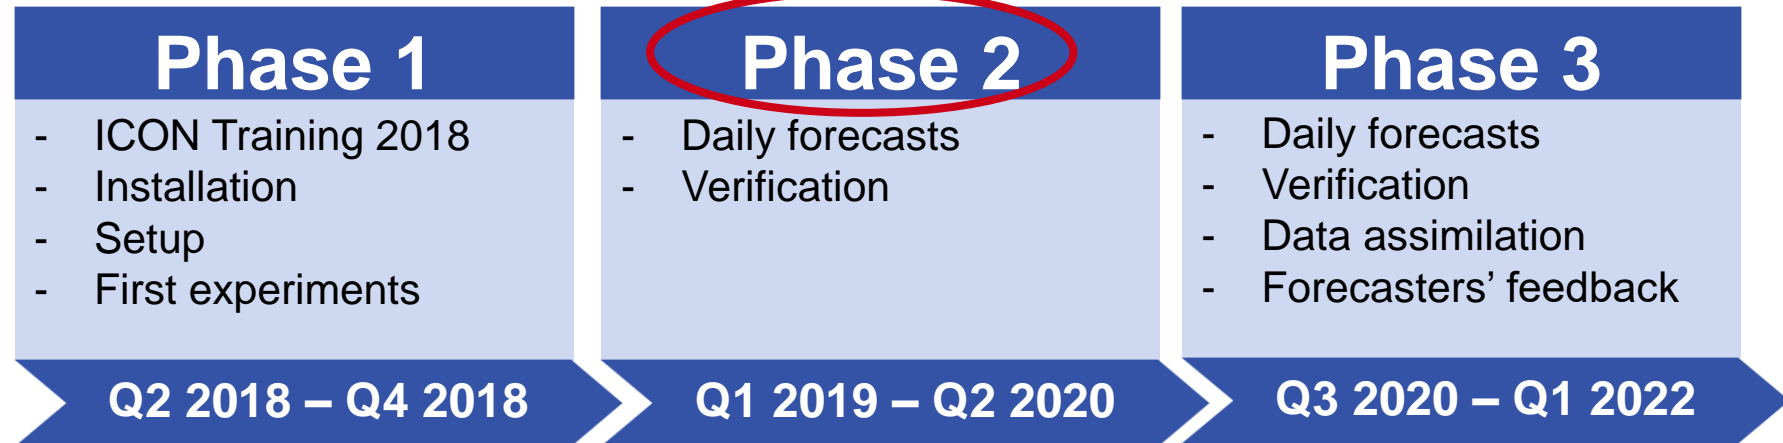 Phase 1
- ICON Training 2018
- Installation
- Setup
- First experiments
Q2 2018 – Q4 2018
Phase 2
- Daily forecasts
- Verification
Q1 2019 – Q2 2020
Phase 3
- Daily forecasts
- Verification
- Data assimilation
- Forecasters’ feedback
Q3 2020 – Q1 2022